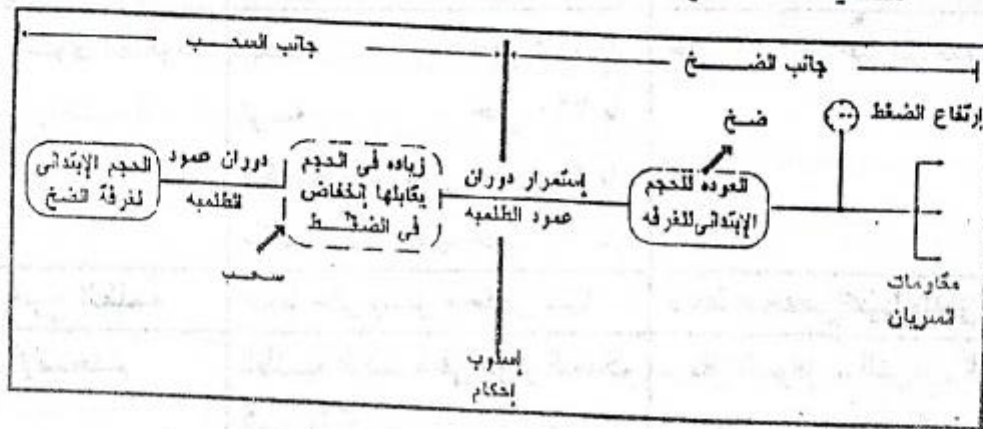 جانب السحب
جانب الضخ
إرتفاع الضغط
ضخ
الحجم الإبتدائى
لغرفة الضخ
دوران عمود
الطلمبه
زياده فى الحجم
يقابلها إنخفاض
فى الضغط
إستمرار دوران
عمود الطلمبه
العوده للحجم
الإبتدائى للغرفه
سحب
مقاومات
السريان
إسلوب
إحكام